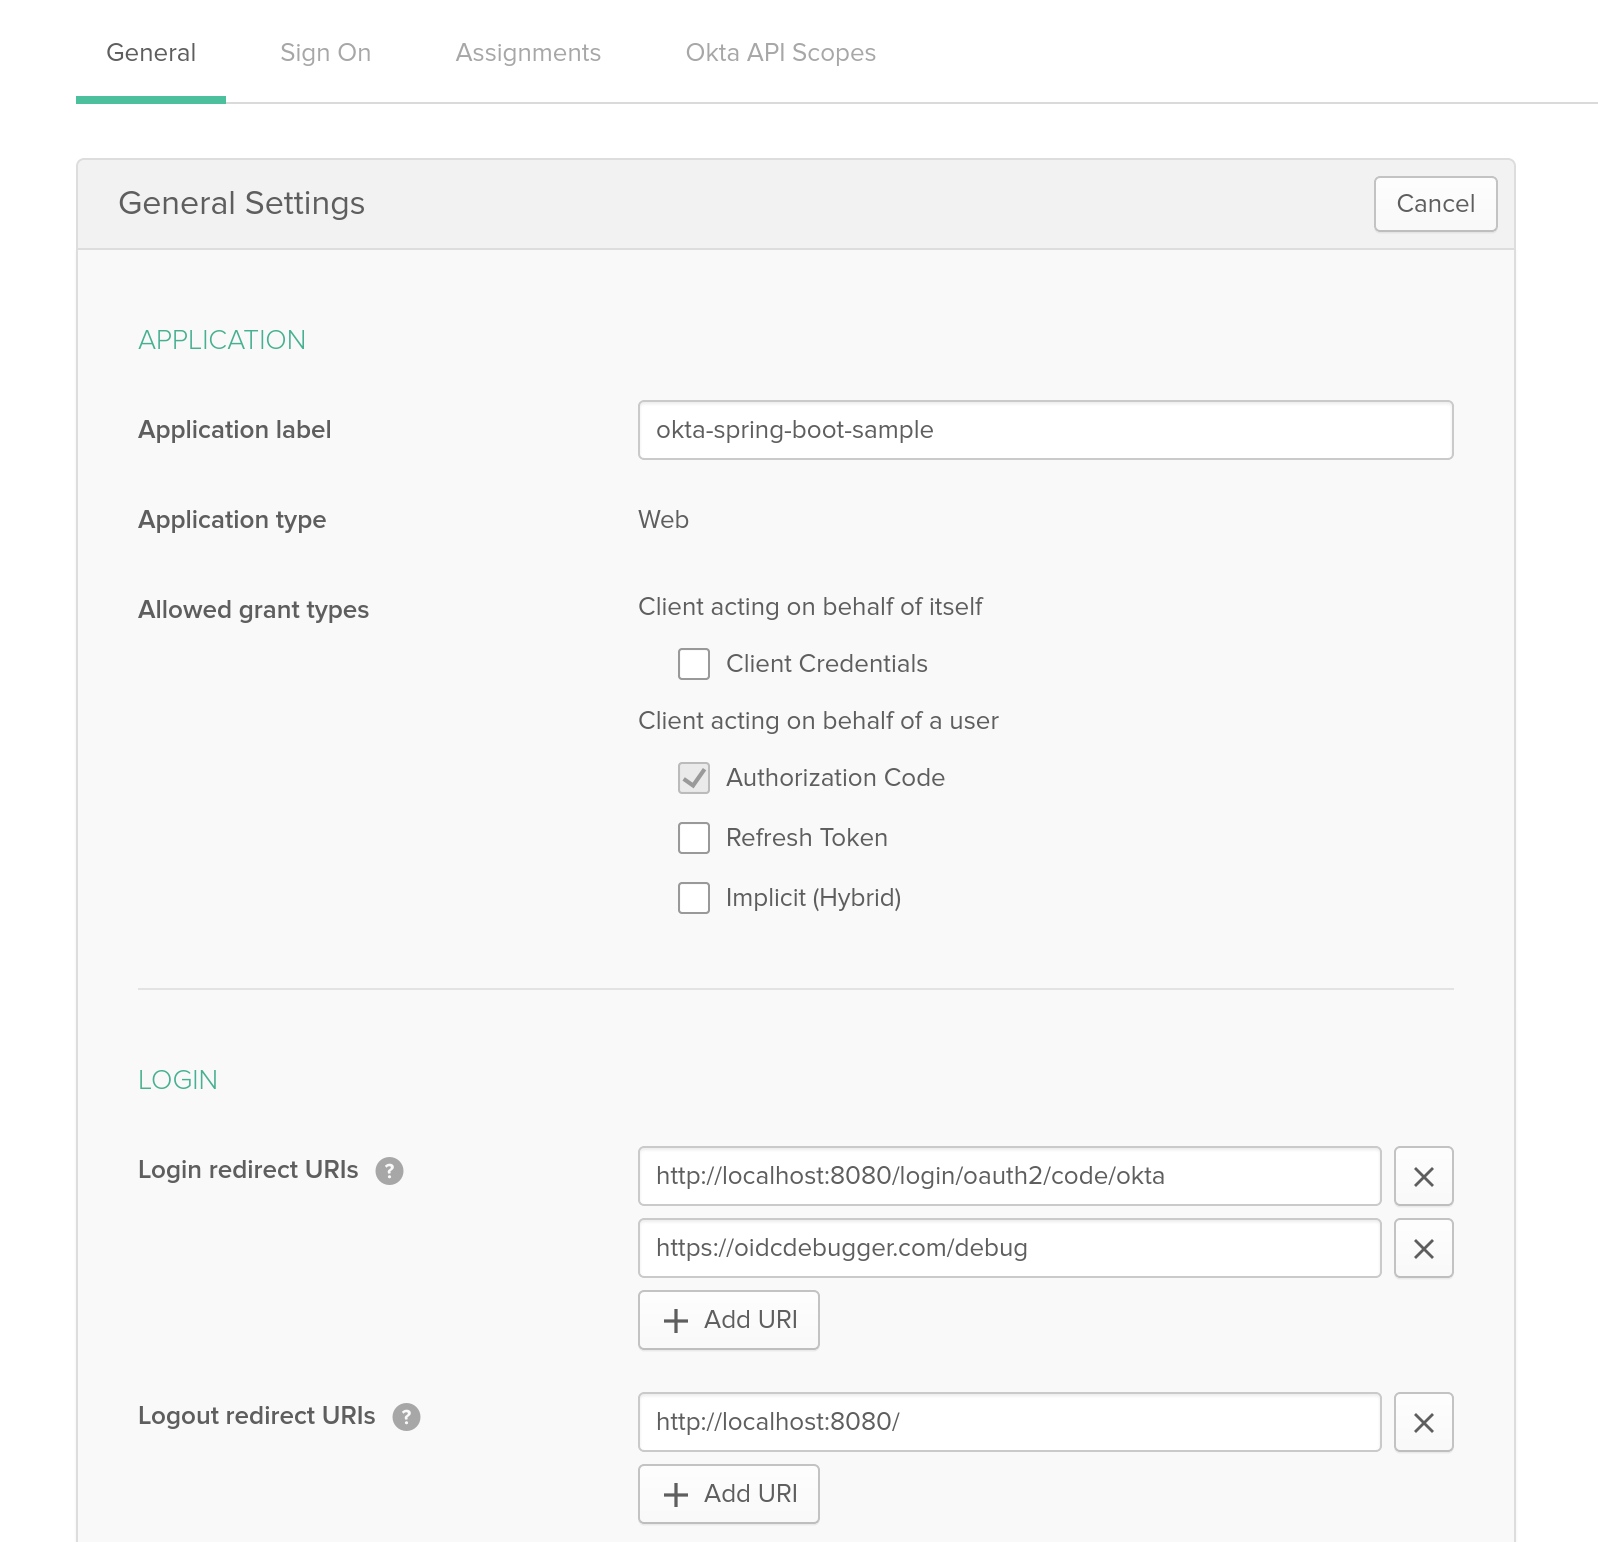 General Sign On Assignments Okta API Scopes
General Settings Cancel
APPLICATION
Application label okta-spring-boot-sample
Application type Web
Allowed grant types Client acting on behalf of itself
Client Credentials
Client acting on behalf of a user
Authorization Code
Refresh Token
Implicit (Hybrid)
LOGIN
Login redirect URIs ? http://localhost:8080/login/oauth2/code/okta
https://oidcdebugger.com/debug
+ Add URI
Logout redirect URIs ? http://localhost:8080/
+ Add URI